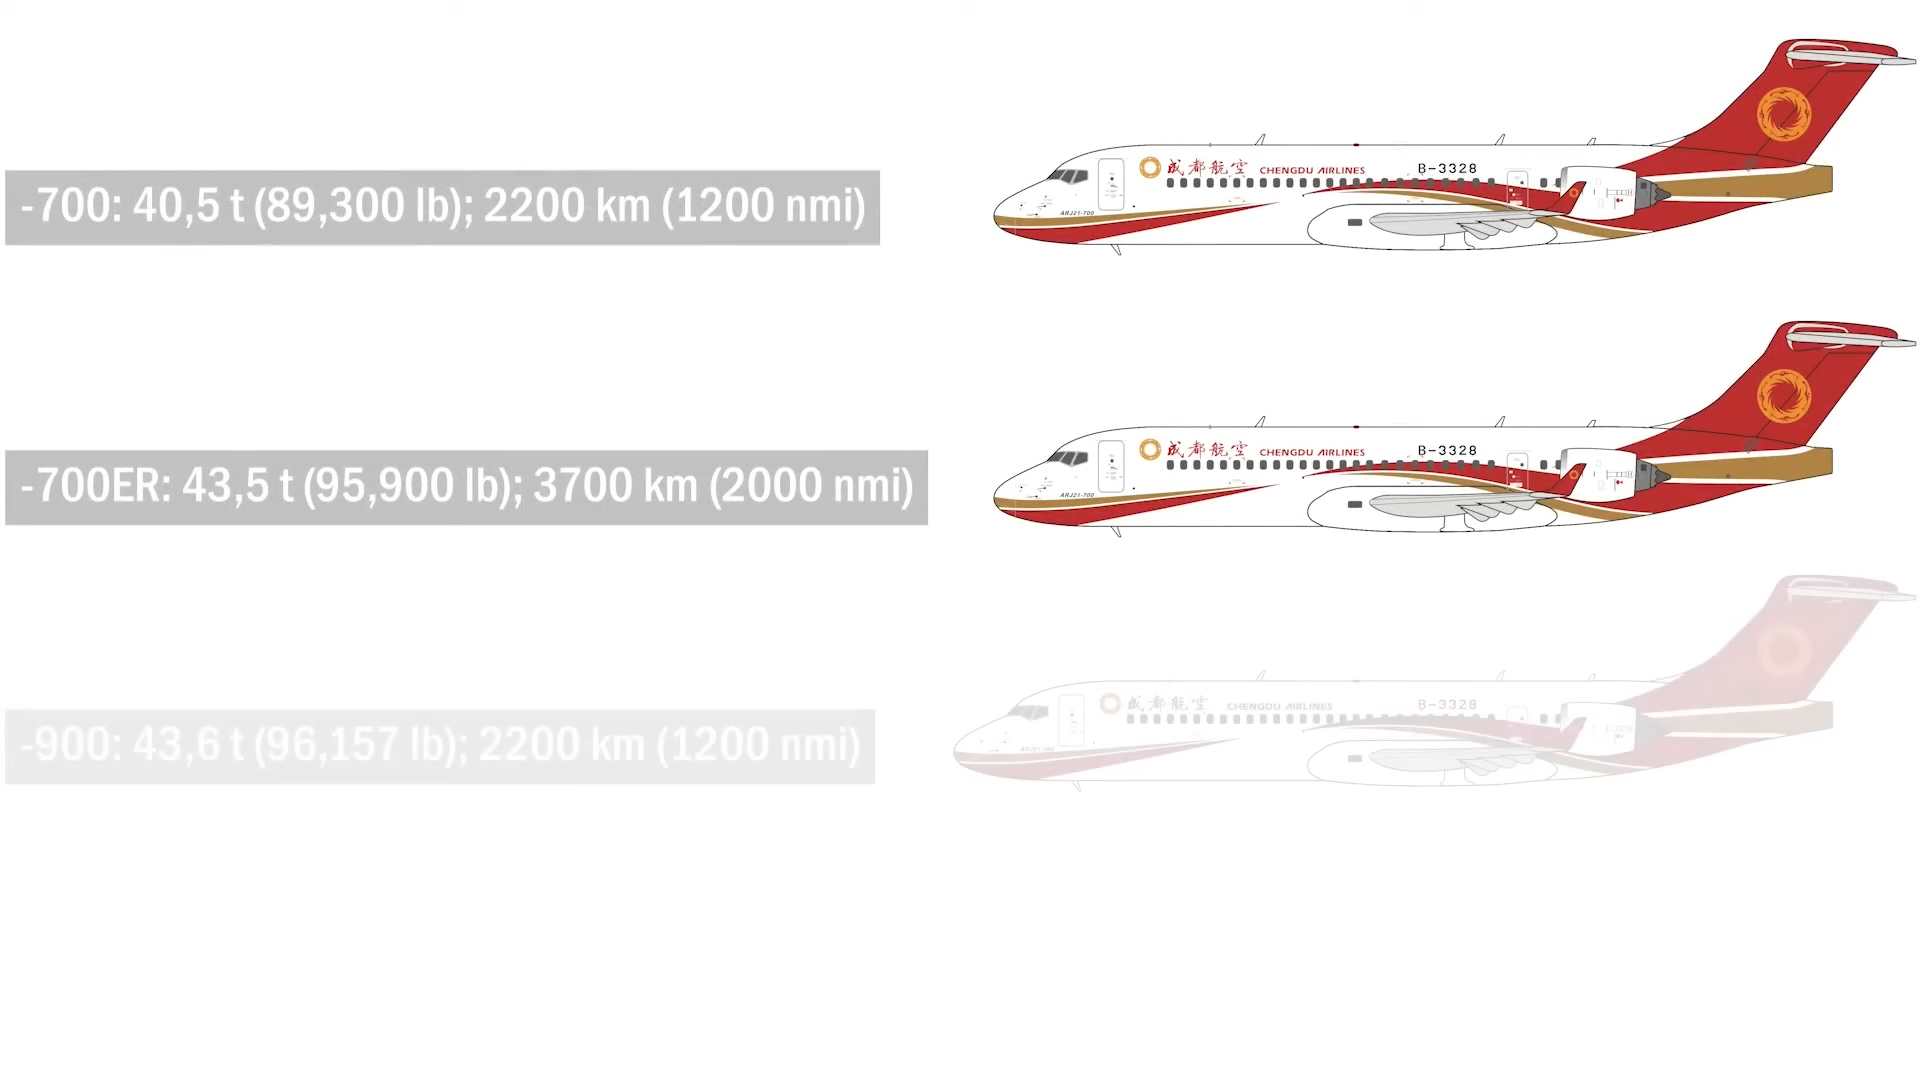 -700: 40,5 t (89,300 lb); 2200 km (1200 nmi)
成都航空 CHENGDU AIRLINES B-3328
ARJ21-700
-700ER: 43,5 t (95,900 lb); 3700 km (2000 nmi)
成都航空 CHENGDU AIRLINES B-3328
ARJ21-700
-900: 43,6 t (96,157 lb); 2200 km (1200 nmi)
成都航空 CHENGDU AIRLINES B-3328